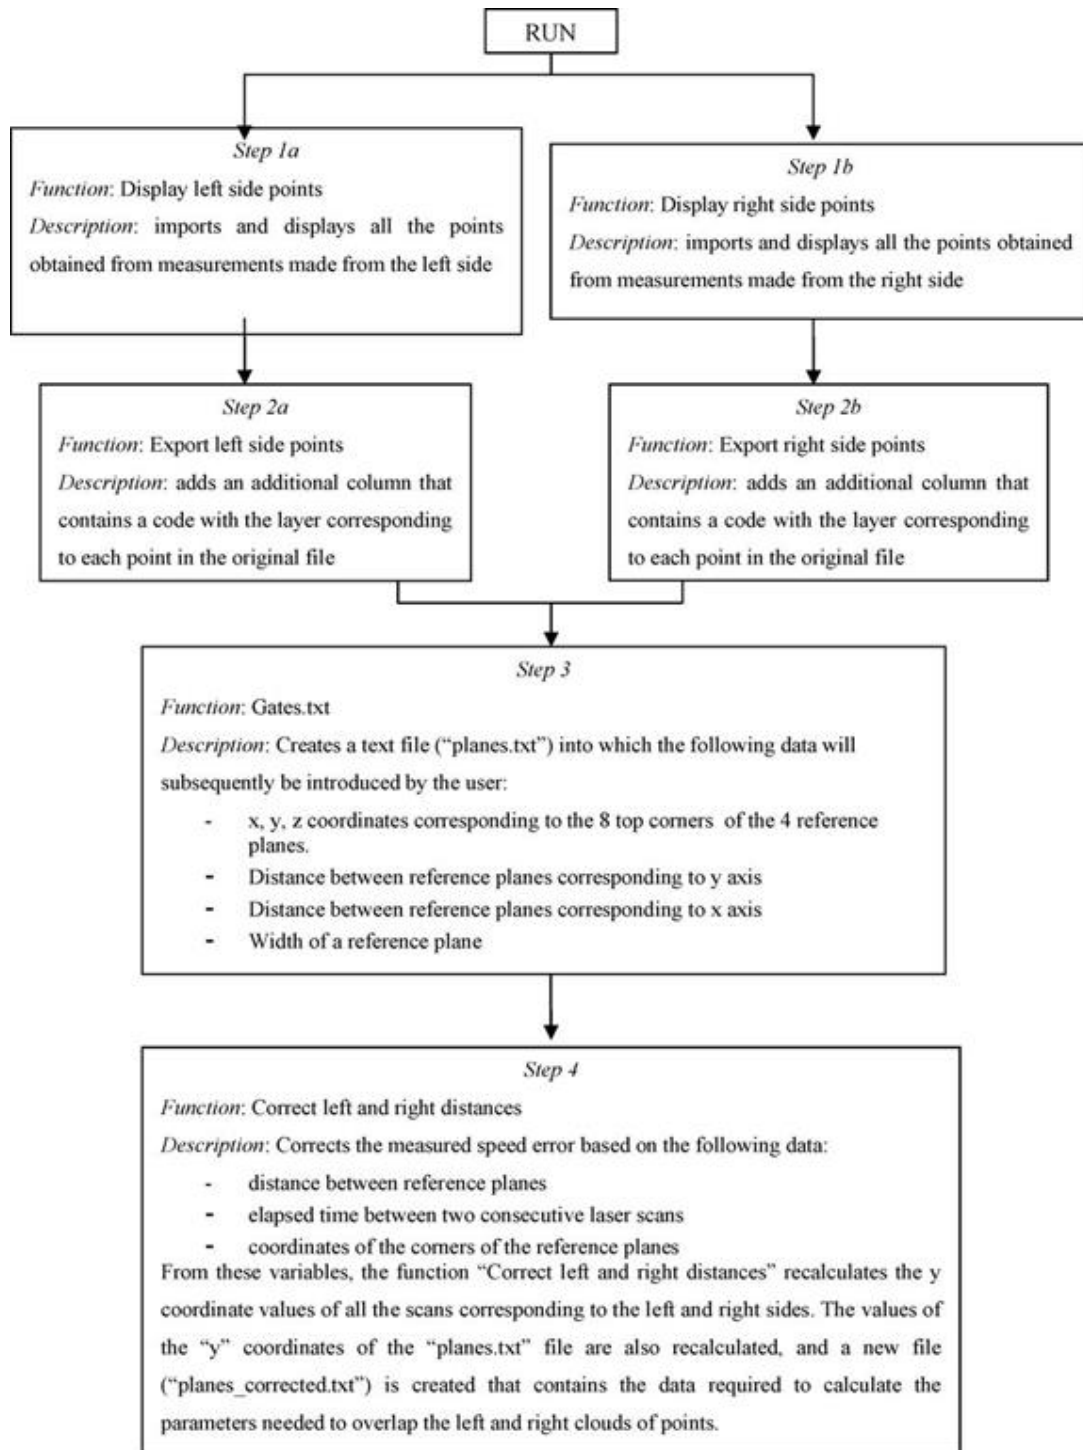 RUN
Step 1a
Function: Display left side points
Description: imports and displays all the points
obtained from measurements made from the left side
Step 1b
Function: Display right side points
Description: imports and displays all the points obtained
from measurements made from the right side
Step 2a
Function: Export left side points
Description: adds an additional column that
contains a code with the layer corresponding
to each point in the original file
Step 2b
Function: Export right side points
Description: adds an additional column that
contains a code with the layer corresponding
to each point in the original file
Step 3
Function: Gates.txt
Description: Creates a text file (“planes.txt”) into which the following data will
subsequently be introduced by the user:
- x, y, z coordinates corresponding to the 8 top corners of the 4 reference
planes.
- Distance between reference planes corresponding to y axis
- Distance between reference planes corresponding to x axis
- Width of a reference plane
Step 4
Function: Correct left and right distances
Description: Corrects the measured speed error based on the following data:
- distance between reference planes
- elapsed time between two consecutive laser scans
- coordinates of the corners of the reference planes
From these variables, the function “Correct left and right distances” recalculates the y
coordinate values of all the scans corresponding to the left and right sides. The values of
the “y” coordinates of the “planes.txt” file are also recalculated, and a new file
(“planes_corrected.txt”) is created that contains the data required to calculate the
parameters needed to overlap the left and right clouds of points.